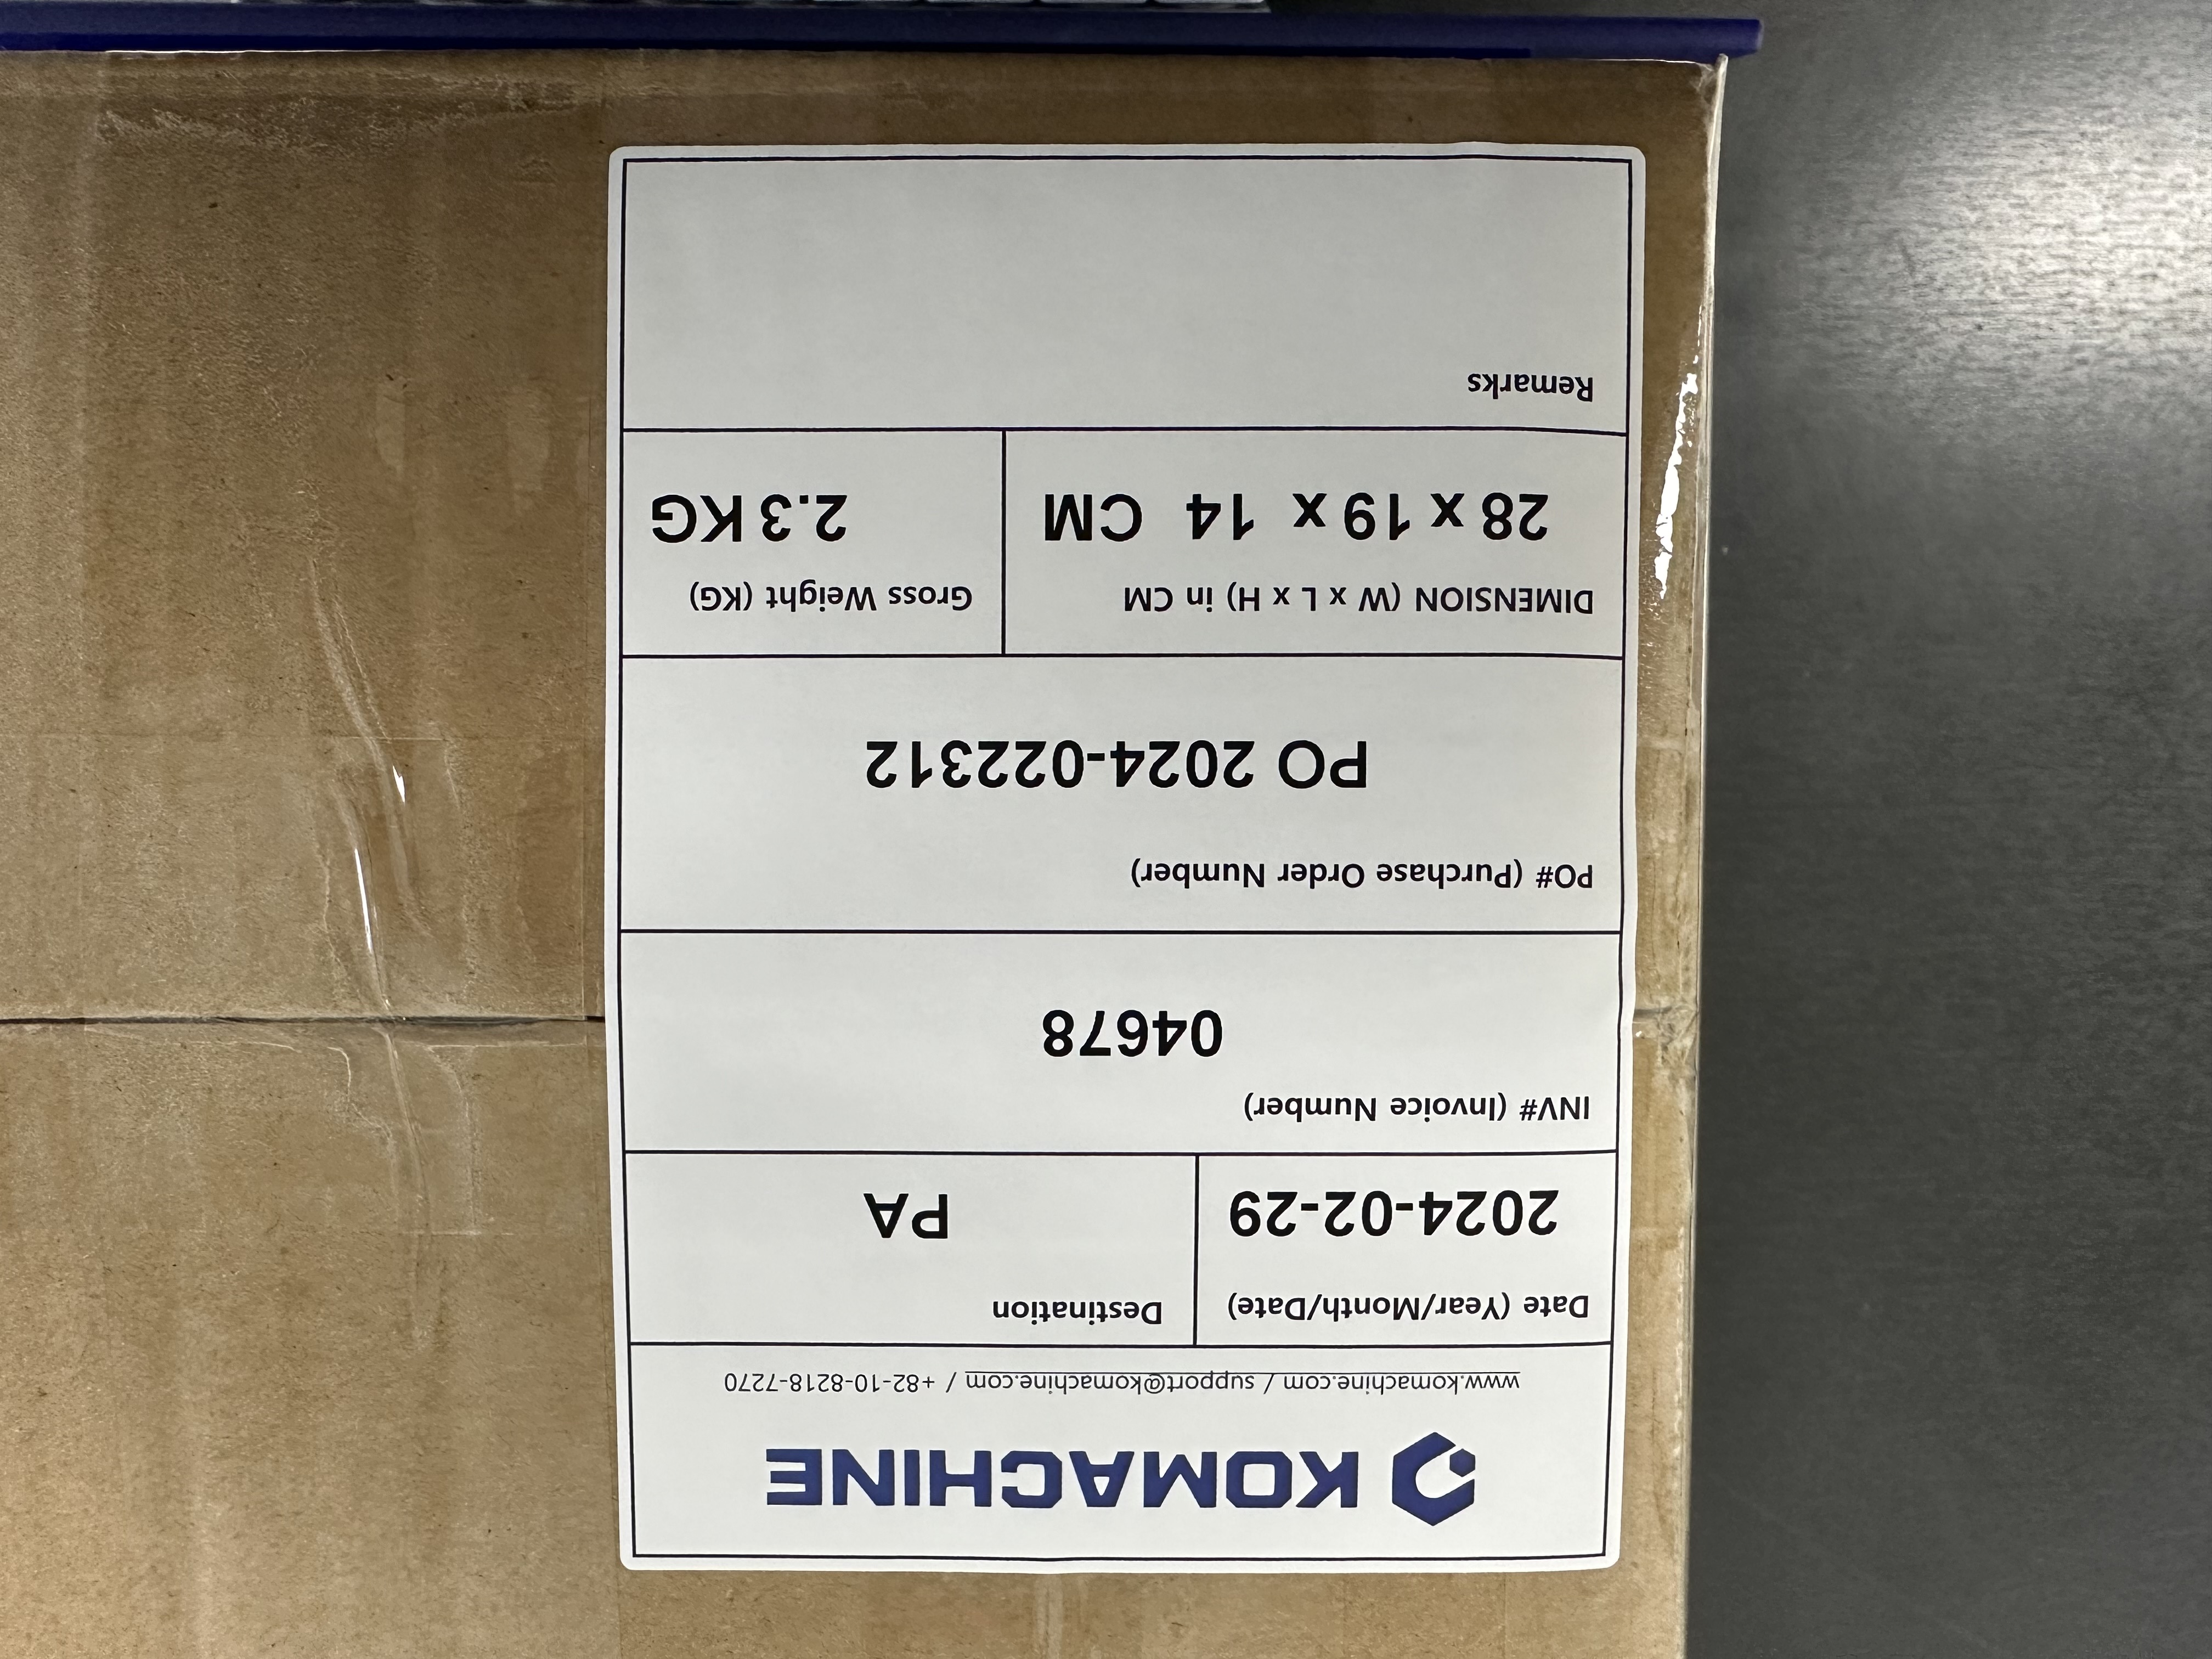 KOMACHINE
www.komachine.com / support@komachine.com / +82-10-8218-7270
Date (Year/Month/Date)
2024-02-29
Destination
PA
INV# (Invoice Number)
04678
PO# (Purchase Order Number)
PO 2024-022312
DIMENSION (W x L x H) in CM
28 x 19 x 14 CM
Gross Weight (KG)
2.3 KG
Remarks